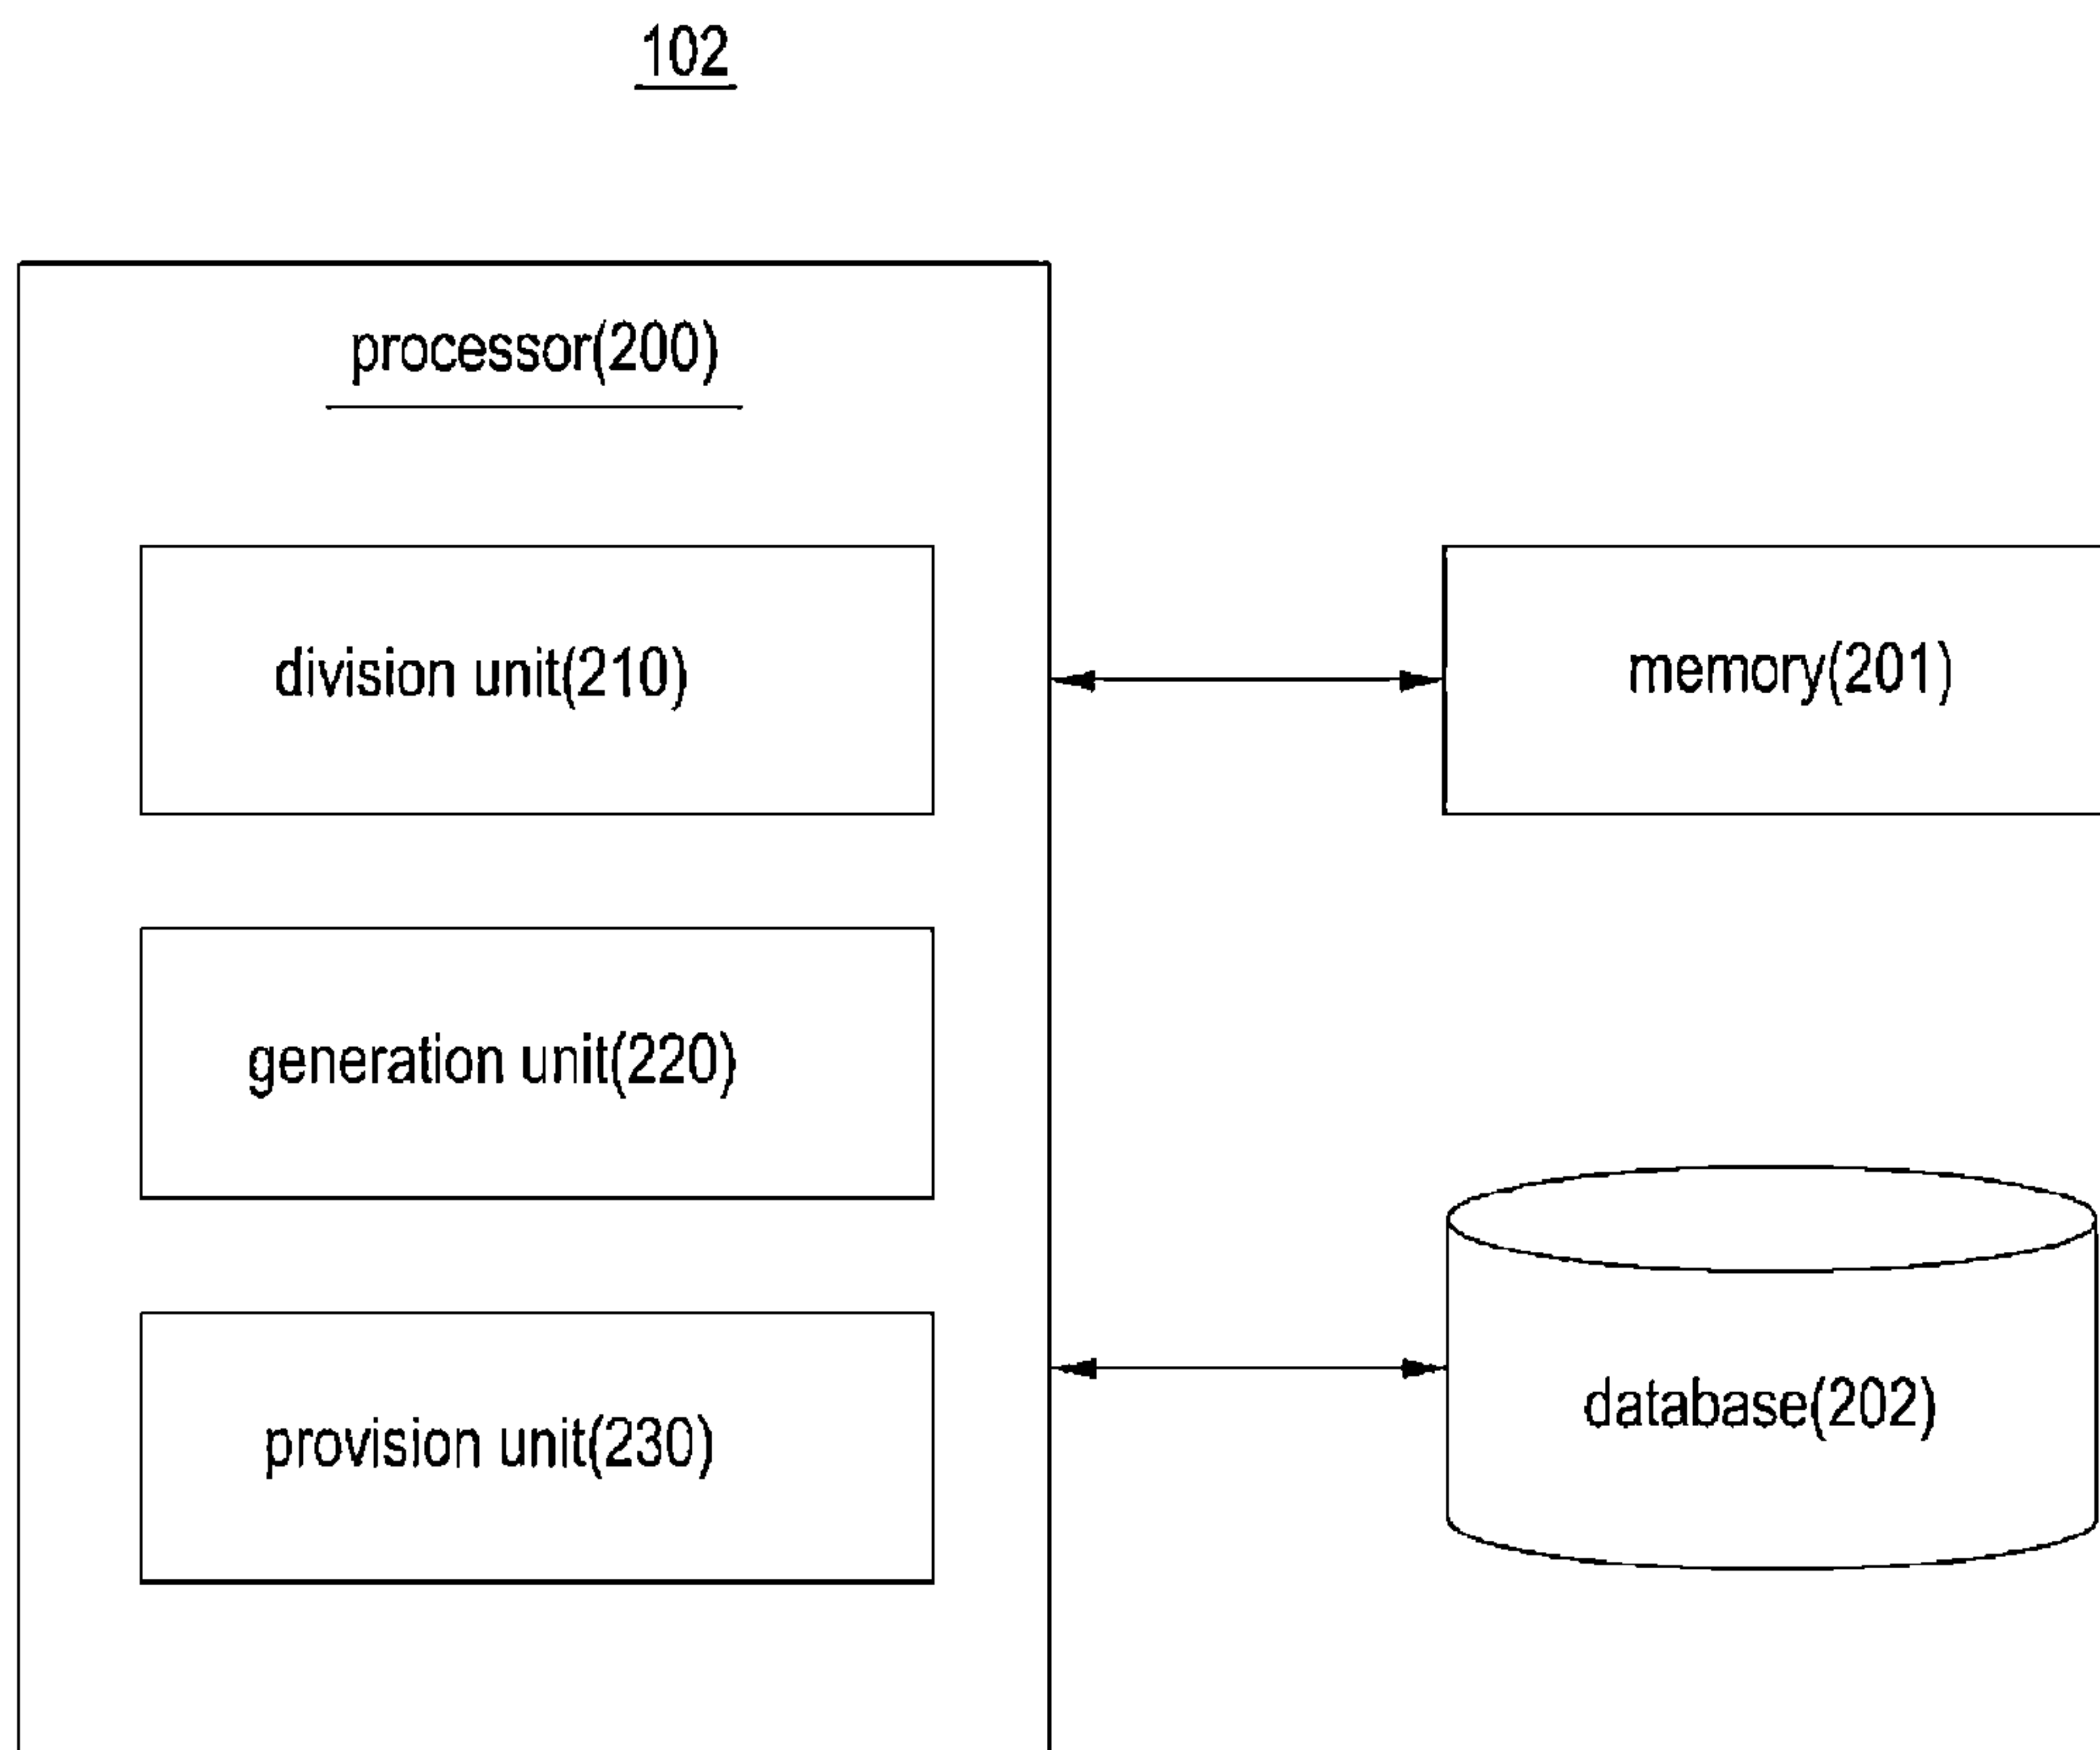 102
processor(200)
division unit(210)
memory(201)
generation unit(220)
database(202)
provision unit(230)